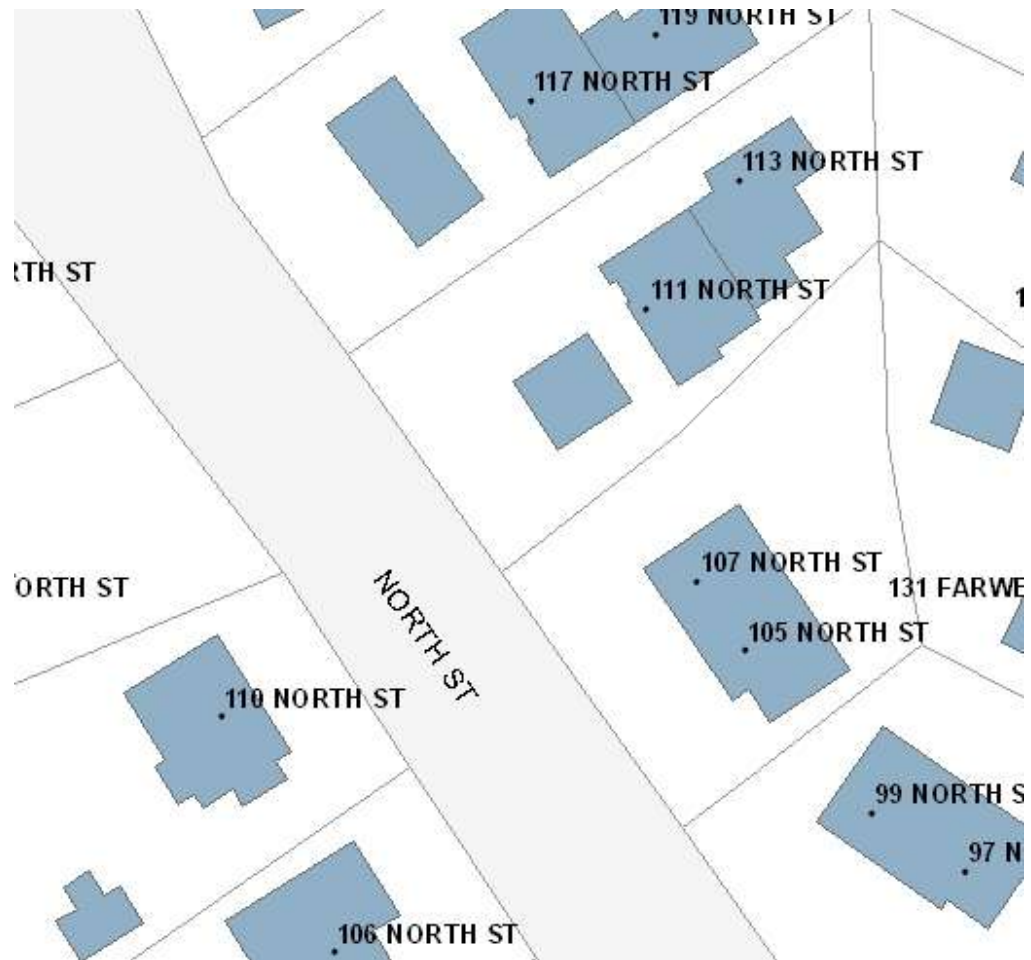 119 NORTH ST
117 NORTH ST
113 NORTH ST
RTH ST
111 NORTH ST
1
107 NORTH ST
ORTH ST
131 FARWE
NORTH ST
105 NORTH ST
110 NORTH ST
99 NORTH S
97 N
106 NORTH ST